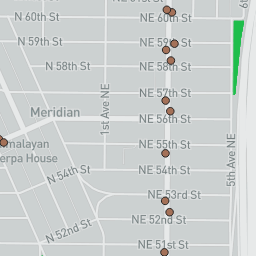 N 60th St
NE 60th St
6th
N 59th St
NE 59th St
N 58th St
NE 58th St
NE 57th St
1st Ave NE
Meridian
NE 56th St
NE 55th St
5th Ave NE
malayan
erpa House
N 54th St
NE 54th St
NE 53rd St
NE 52nd St
N 52nd St
NE 51st St